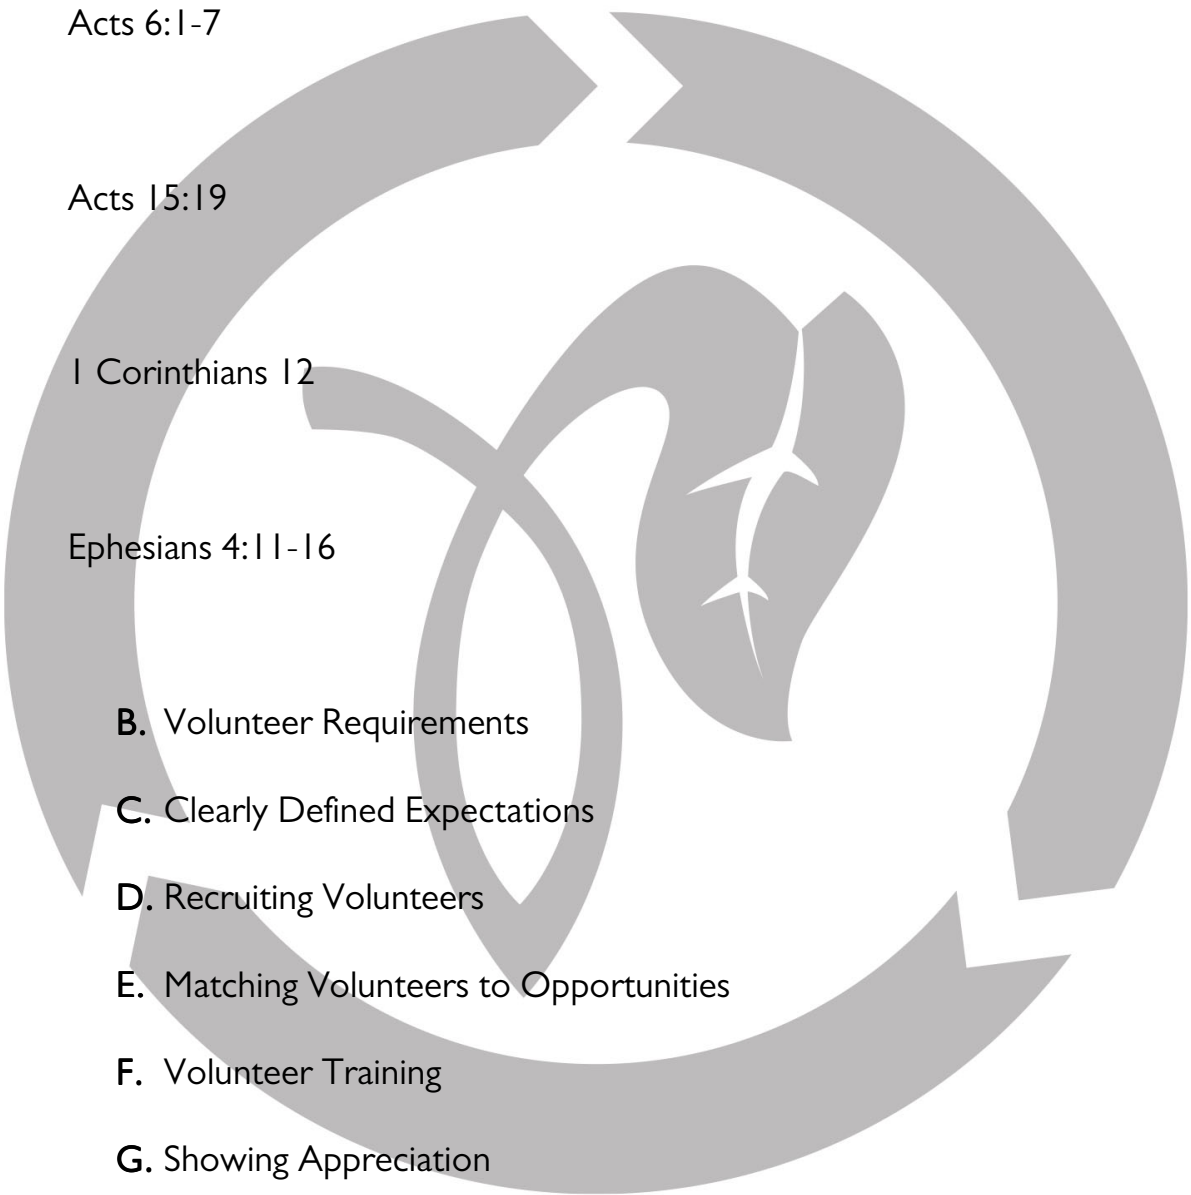 Acts 6:1-7
Acts 15:19
1 Corinthians 12
Ephesians 4:11-16
B. Volunteer Requirements
C. Clearly Defined Expectations
D. Recruiting Volunteers
E. Matching Volunteers to Opportunities
F. Volunteer Training
G. Showing Appreciation